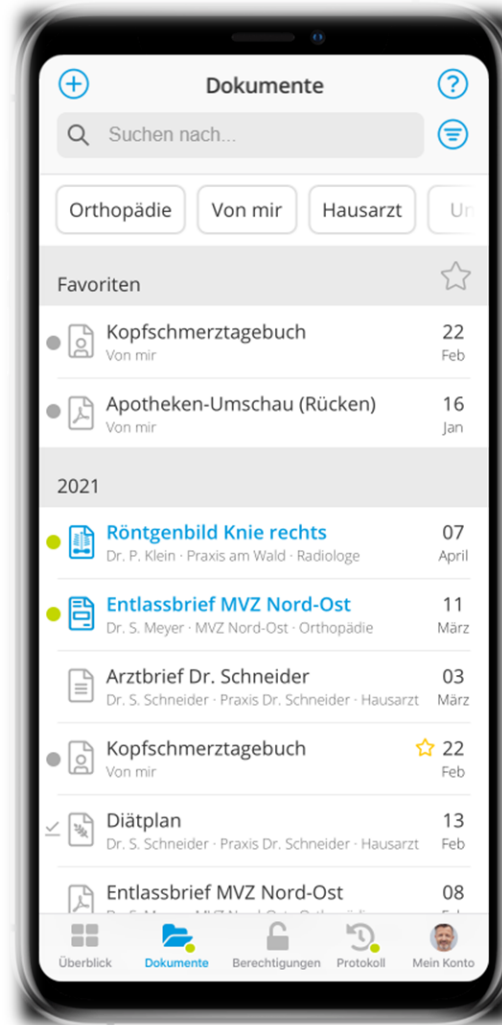 Dokumente
?
Suchen nach...
Orthopädie Von mir Hausarzt
Favoriten
Kopfschmerztagebuch 22
Von mir Feb
Apotheken-Umschau (Rücken) 16
Von mir Jan
2021
Röntgenbild Knie rechts 07
Dr. P. Klein · Praxis am Wald · Radiologe April
Entlassbrief MVZ Nord-Ost 11
Dr. S. Meyer · MVZ Nord-Ost · Orthopädie März
Arztbrief Dr. Schneider 03
Dr. S. Schneider · Praxis Dr. Schneider · Hausarzt März
Kopfschmerztagebuch 22
Von mir Feb
Diätplan 13
Dr. S. Schneider · Praxis Dr. Schneider · Hausarzt Feb
Entlassbrief MVZ Nord-Ost 08
Überblick Dokumente Berechtigungen Protokoll Mein Konto